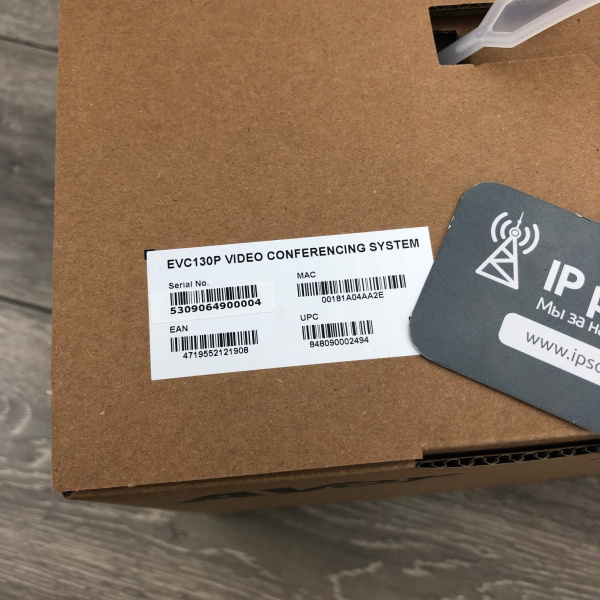 EVC130P VIDEO CONFERENCING SYSTEM
Serial No.
5309064900004
MAC
00181A04AA2E
EAN
4719552121908
UPC
848090002494
IP
Мы за
www.ips